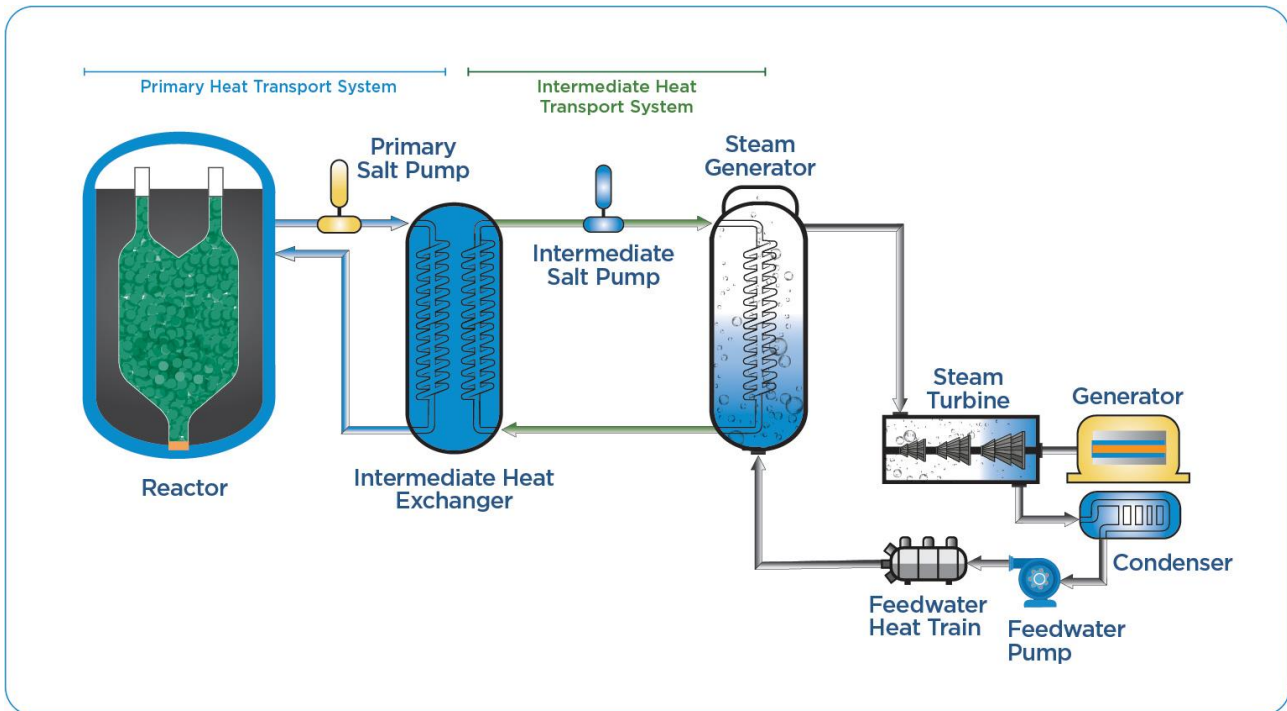 Primary Heat Transport System
Intermediate Heat
Transport System
Primary
Salt Pump
Steam
Generator
Intermediate
Salt Pump
Reactor
Intermediate Heat
Exchanger
Steam
Turbine
Generator
Condenser
Feedwater
Heat Train
Feedwater
Pump